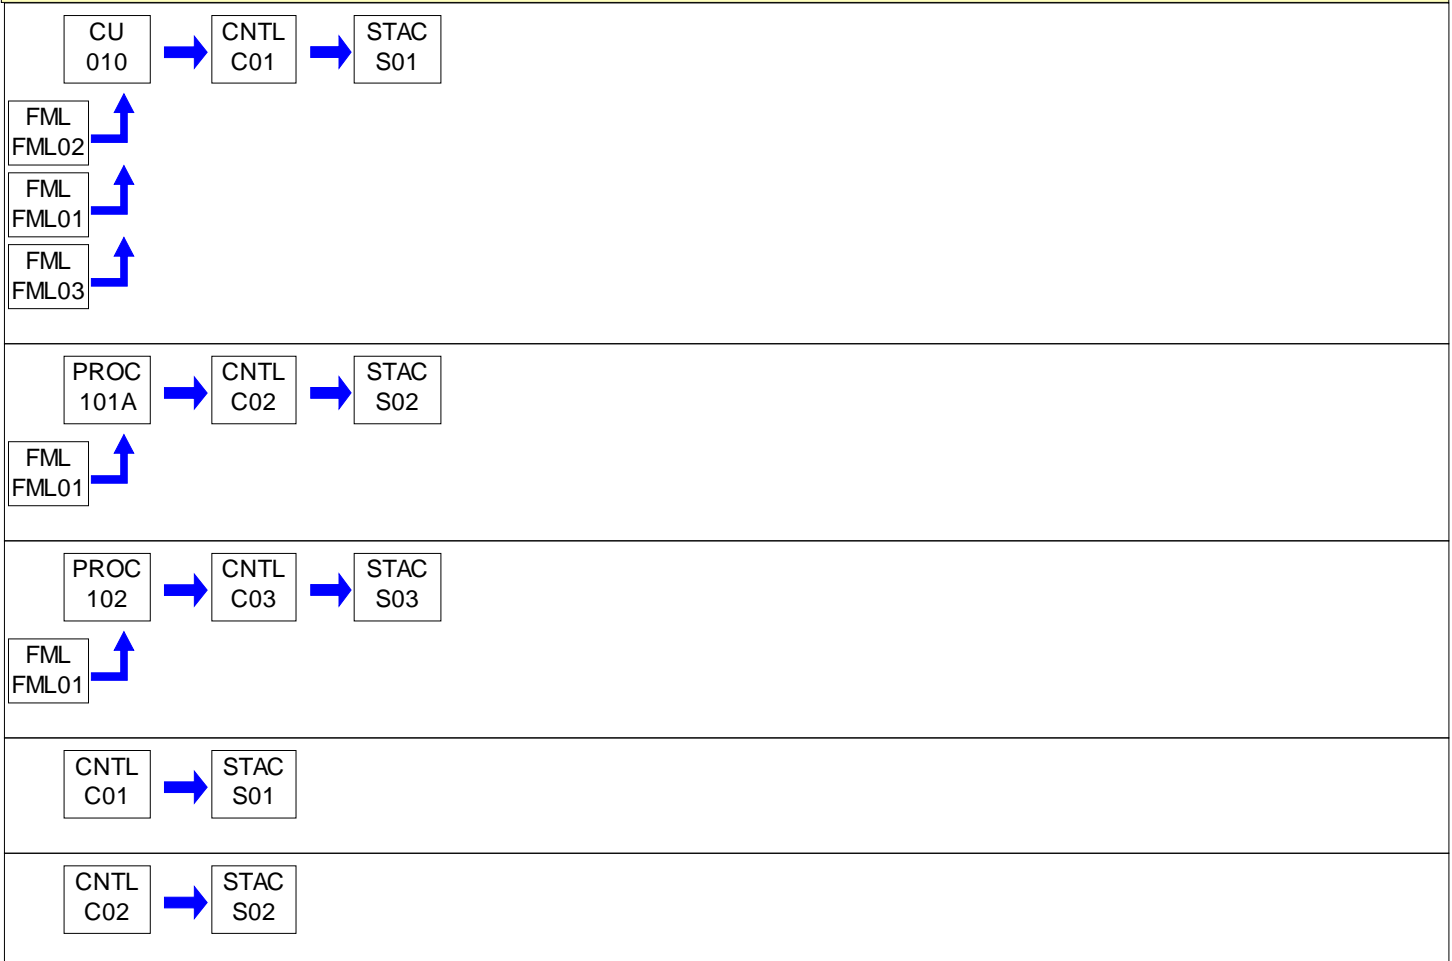 CU
010
CNTL
C01
STAC
S01
FML
FML02
FML
FML01
FML
FML03
PROC
101A
CNTL
C02
STAC
S02
FML
FML01
PROC
102
CNTL
C03
STAC
S03
FML
FML01
CNTL
C01
STAC
S01
CNTL
C02
STAC
S02